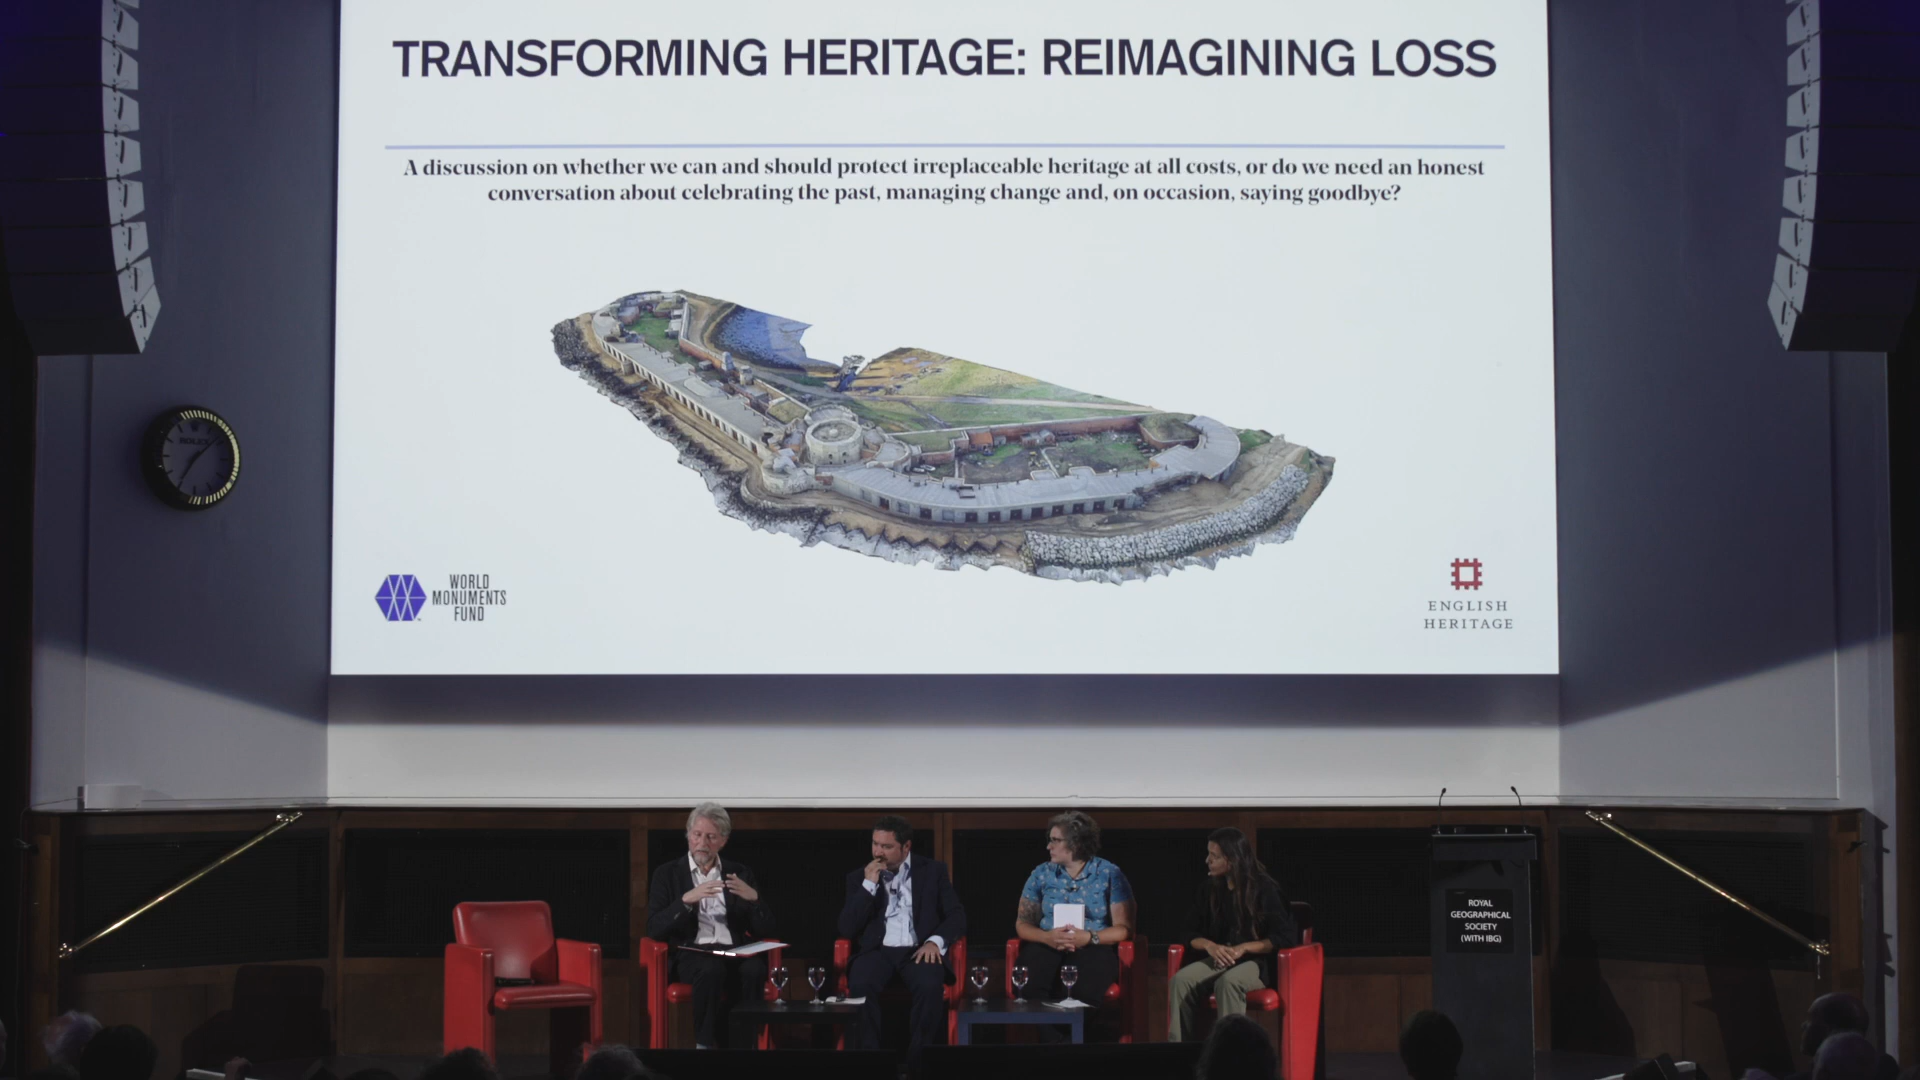 TRANSFORMING HERITAGE: REIMAGINING LOSS
A discussion on whether we can and should protect irreplaceable heritage at all costs, or do we need an honest
conversation about celebrating the past, managing change and, on occasion, saying goodbye?
ROLEX
WORLD
MONUMENTS
FUND
ENGLISH
HERITAGE
ROYAL
GEOGRAPHICAL
SOCIETY
(WITH IBG)